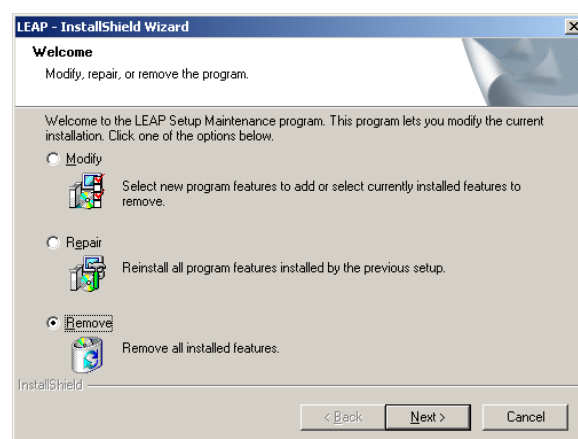 LEAP - InstallShield Wizard
Welcome
Modify, repair, or remove the program.
Welcome to the LEAP Setup Maintenance program. This program lets you modify the current
installation. Click one of the options below.
Modify
Select new program features to add or select currently installed features to
remove.
Repair
Reinstall all program features installed by the previous setup.
Remove
Remove all installed features.
InstallShield
< Back Next > Cancel